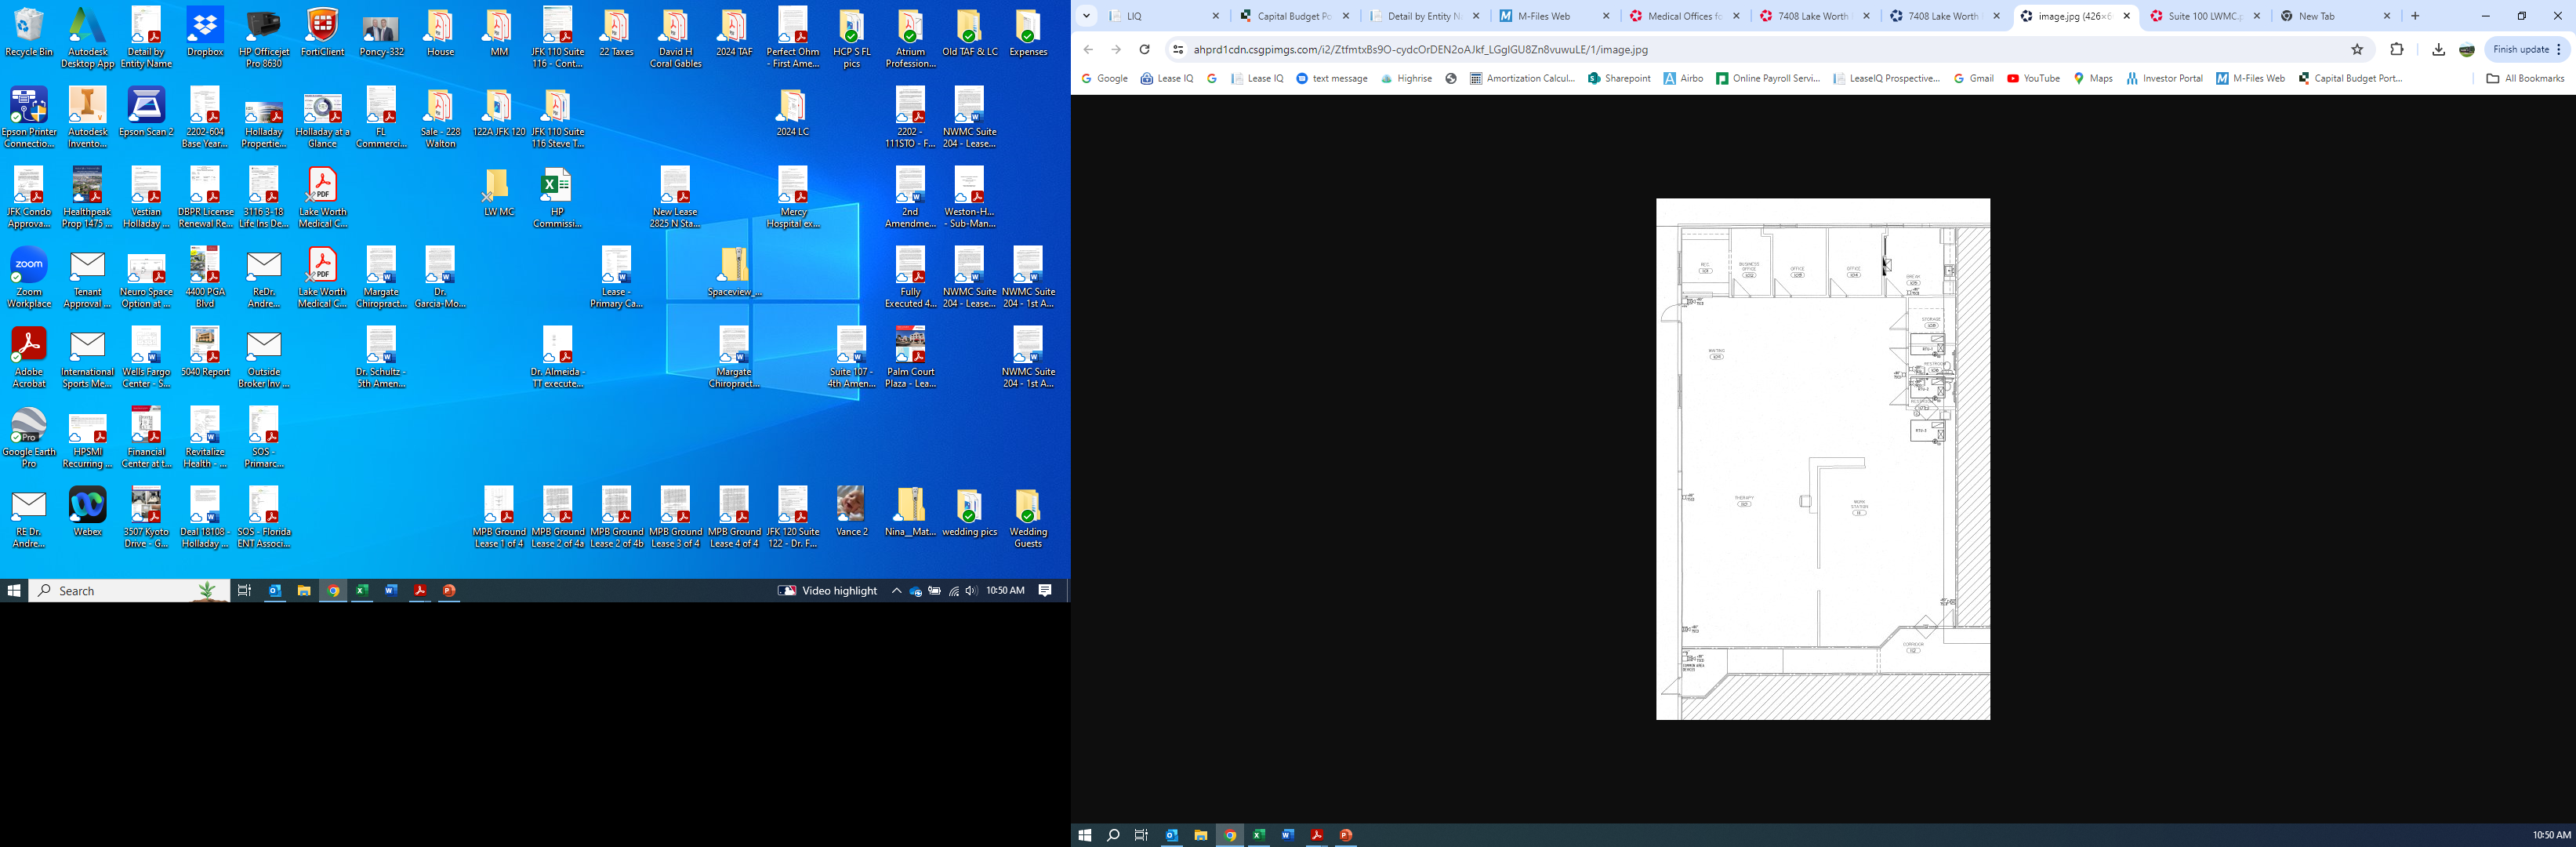 Recycle Bin
Autodesk
Desktop App
Detail by
Entity Name
Dropbox
HP Officejet
Pro 8630
FortiClient
Poncy-332
House
MM
JFK 110 Suite
116 - Cont...
22 Taxes
David H
Coral Gables
2024 TAF
Perfect Ohm
- First Ame...
HCP S FL
pics
Atrium
Profession...
Old TAF & LC
Expenses
Epson Printer
Connectio...
Autodesk
Invento...
Epson Scan 2
2202-604
Base Year...
Holladay
Propertie...
Holladay at a
Glance
FL
Commerci...
Sale - 228
Walton
122A JFK 120
JFK 110 Suite
116 Steve T...
2024 LC
2202 -
111STO - F...
NWMC Suite
204 - Lease...
JFK Condo
Approva...
Healthpeak
Prop 1475 ...
Vestian
Holladay ...
DBPR License
Renewal Re...
3116 3-18
Life Ins De...
Lake Worth
Medical C...
LW MC
HP
Commissi...
New Lease
2825 N Sta...
Mercy
Hospital ex...
2nd
Amendme...
Weston-H...
- Sub-Man...
Zoom
Workplace
Tenant
Approval ...
Neuro Space
Option at ...
4400 PGA
Blvd
ReDr.
Andre...
Lake Worth
Medical C...
Margate
Chiropract...
Dr.
Garcia-Mo...
Lease -
Primary Ca...
Spaceview_...
Fully
Executed 4...
NWMC Suite
204 - Lease...
NWMC Suite
204 - 1st A...
Adobe
Acrobat
International
Sports Me...
Wells Fargo
Center - S...
5040 Report
Outside
Broker Inv ...
Dr. Schultz -
5th Amen...
Dr. Almeida -
TT execute...
Margate
Chiropract...
Suite 107 -
4th Amen...
Palm Court
Plaza - Lea...
NWMC Suite
204 - 1st A...
Google Earth
Pro
HPSMI
Recurring ...
Financial
Center at t...
Revitalize
Health - ...
SOS -
Primarc...
RE Dr.
Andre...
Webex
3507 Kyoto
Drive - G...
Deal 18108 -
Holladay ...
SOS - Florida
ENT Associ...
MPB Ground
Lease 1 of 4
MPB Ground
Lease 2 of 4a
MPB Ground
Lease 2 of 4b
MPB Ground
Lease 3 of 4
MPB Ground
Lease 4 of 4
JFK 120 Suite
122 - Dr. F...
Vance 2
Nina__Mat...
wedding pics
Wedding
Guests
Search
Video highlight
10:50 AM
LIQ
Capital Budget Po
Detail by Entity N
M-Files Web
Medical Offices fo
7408 Lake Worth
7408 Lake Worth
image.jpg (426×6
Suite 100 LWMC.p
New Tab
ahprd1cdn.csgpimgs.com/i2/ZtfmtxBs9O-cydcOrDEN2oAJkf_LGglGU8Zn8vuwuLE/1/image.jpg
Finish update
Google
Lease IQ
Lease IQ
text message
Highrise
Amortization Calcul...
Sharepoint
Airbo
Online Payroll Servi...
LeaseIQ Prospective...
Gmail
YouTube
Maps
Investor Portal
M-Files Web
Capital Budget Port...
All Bookmarks
REC.
BUSINESS
OFFICE
OFFICE
OFFICE
BREAK
STORAGE
WAITING
THERAPY
WORK
STATION
CORRIDOR
10:50 AM